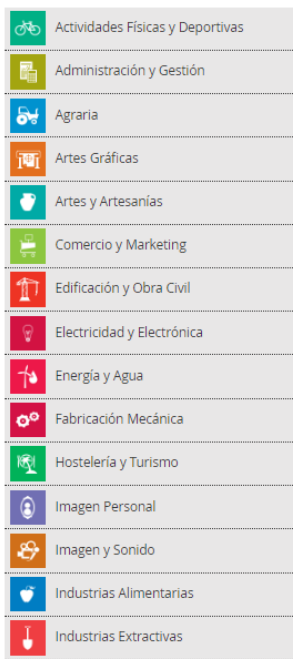 Actividades Físicas y Deportivas
Administración y Gestión
Agraria
Artes Gráficas
Artes y Artesanías
Comercio y Marketing
Edificación y Obra Civil
Electricidad y Electrónica
Energía y Agua
Fabricación Mecánica
Hostelería y Turismo
Imagen Personal
Imagen y Sonido
Industrias Alimentarias
Industrias Extractivas